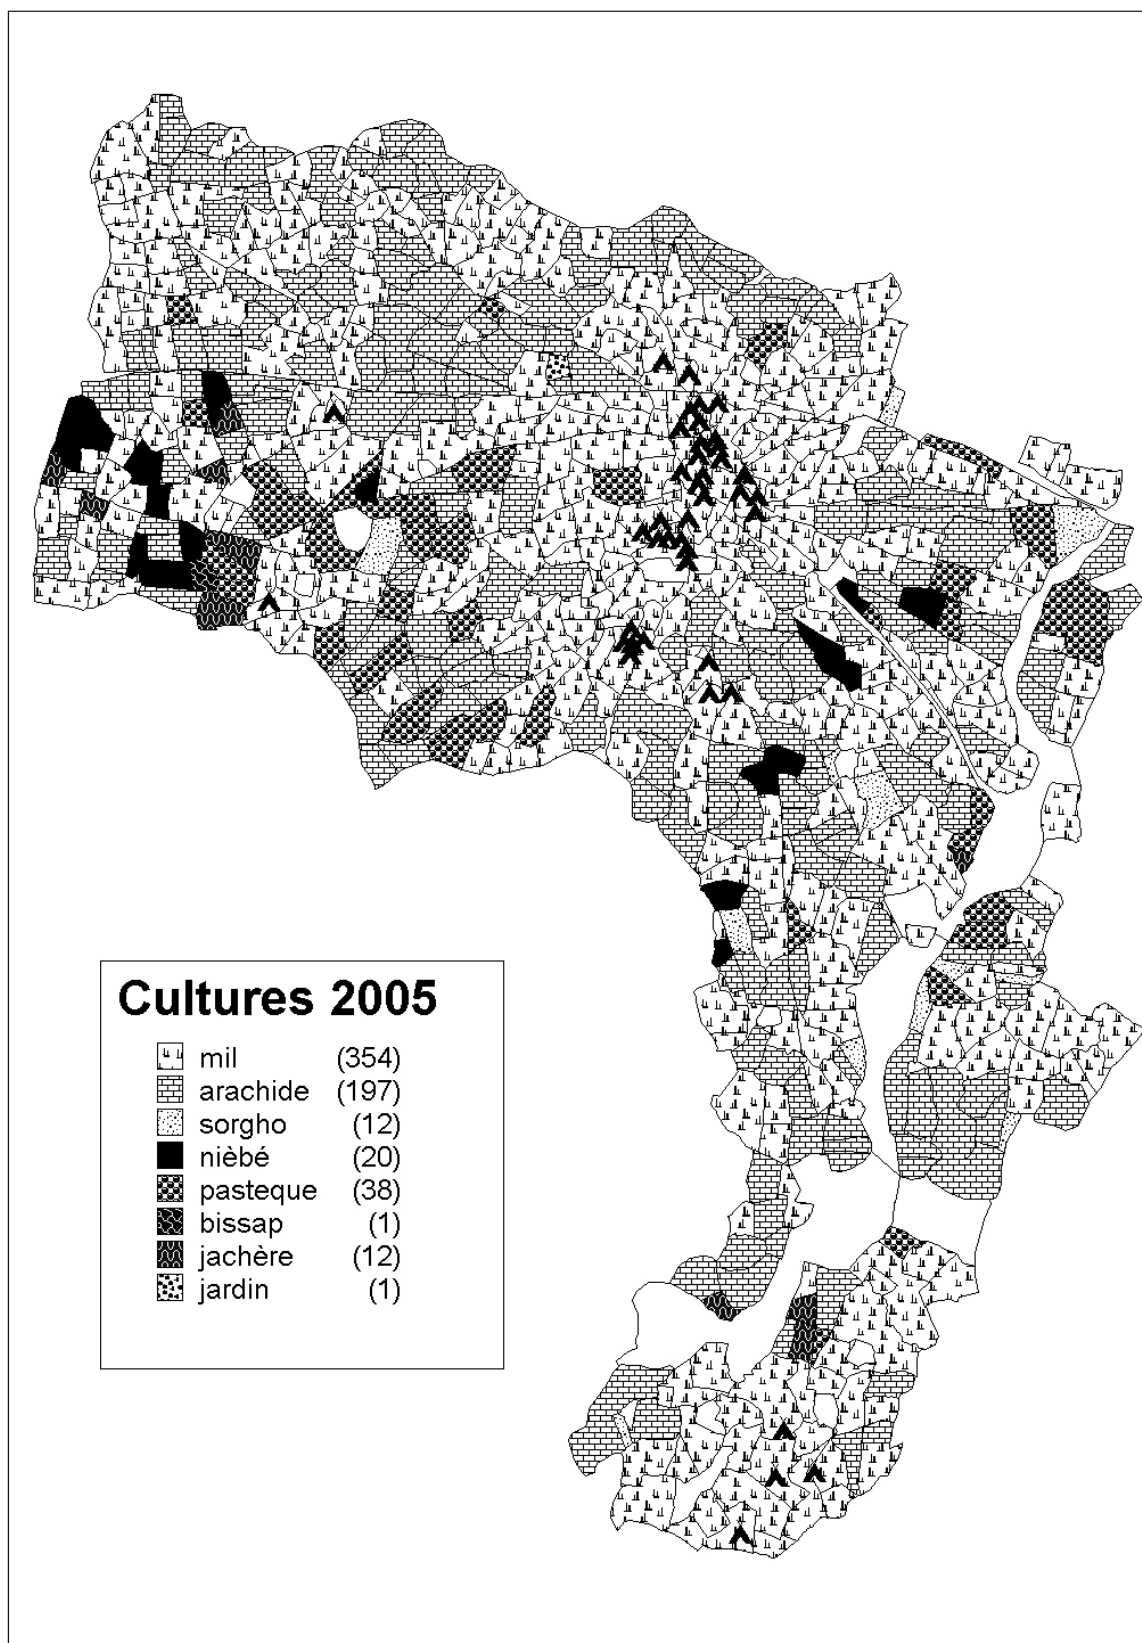 Cultures 2005
mil (354)
arachide (197)
sorgho (12)
nièbé (20)
pasteque (38)
bissap (1)
jachère (12)
jardin (1)